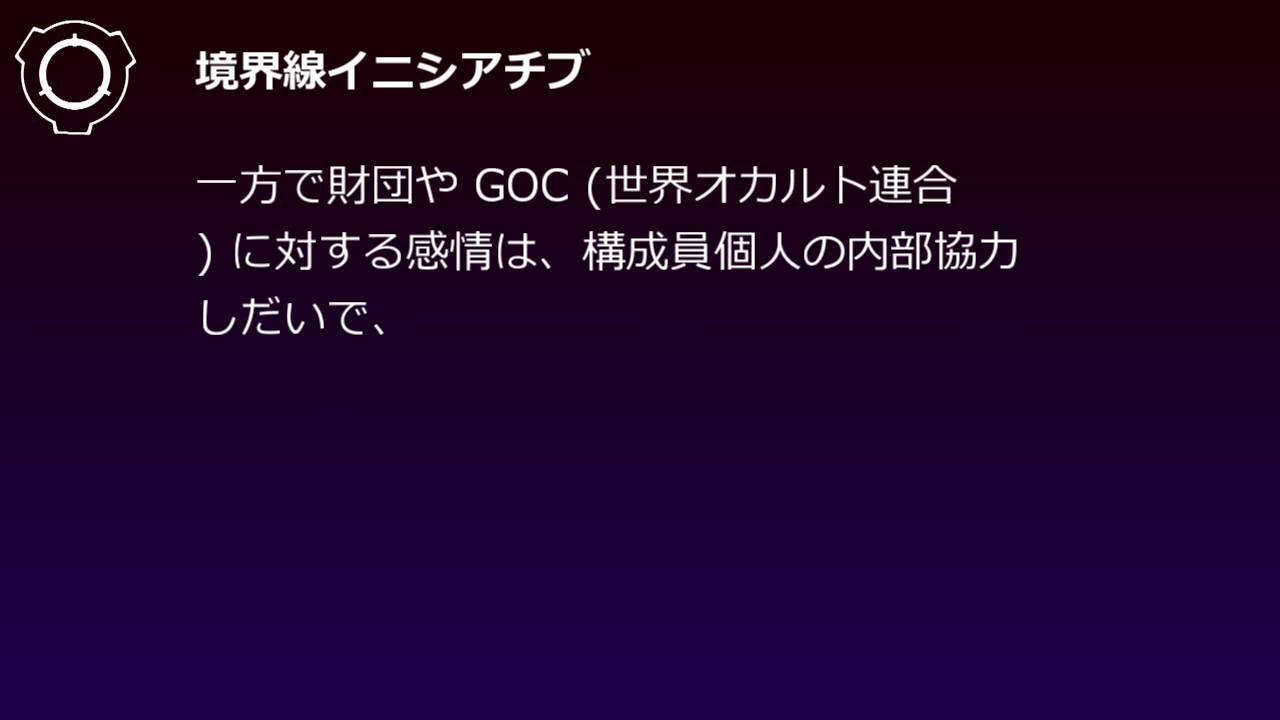 境界線イニシアチブ
一方で財団や GOC (世界オカルト連合
) に対する感情は、構成員個人の内部協力
しだいで、